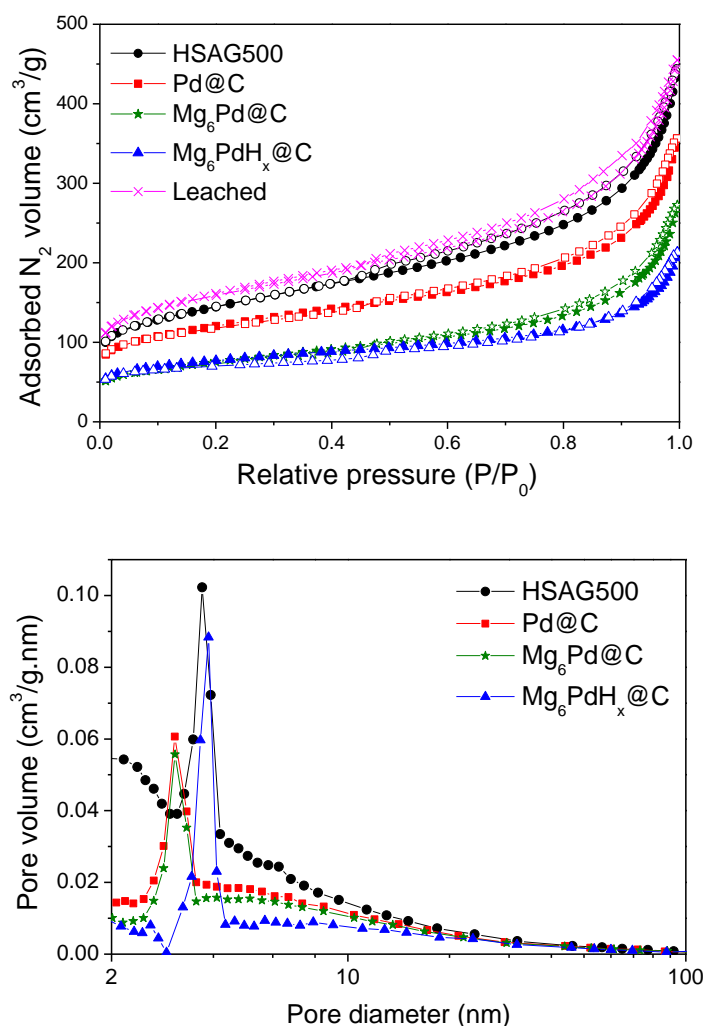 500
400
300
200
100
0
Adsorbed N₂ volume (cm³/g)
HSAG500
Pd@C
Mg₆Pd@C
Mg₆PdHₓ@C
Leached
0.0 0.2 0.4 0.6 0.8 1.0
Relative pressure (P/P₀)
0.10
0.08
0.06
0.04
0.02
0.00
Pore volume (cm³/g.nm)
HSAG500
Pd@C
Mg₆Pd@C
Mg₆PdHₓ@C
2 10 100
Pore diameter (nm)